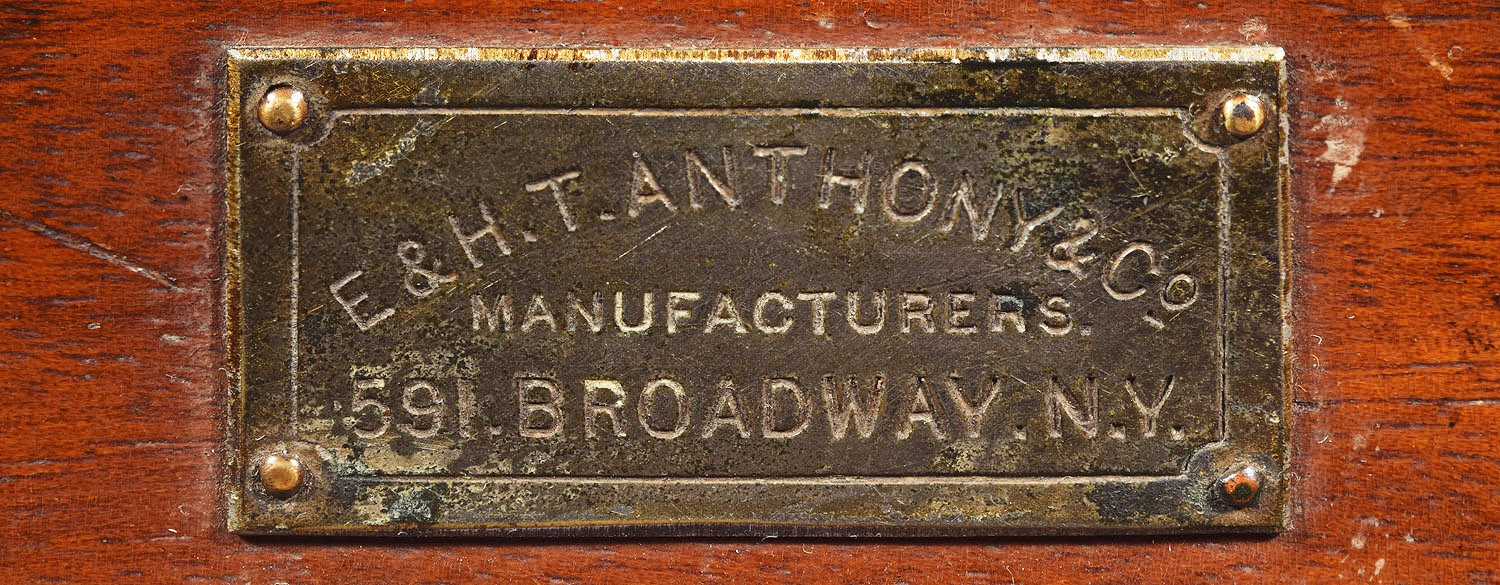 E & H.T. ANTHONY & Co.
MANUFACTURERS.
591. BROADWAY. N.Y.